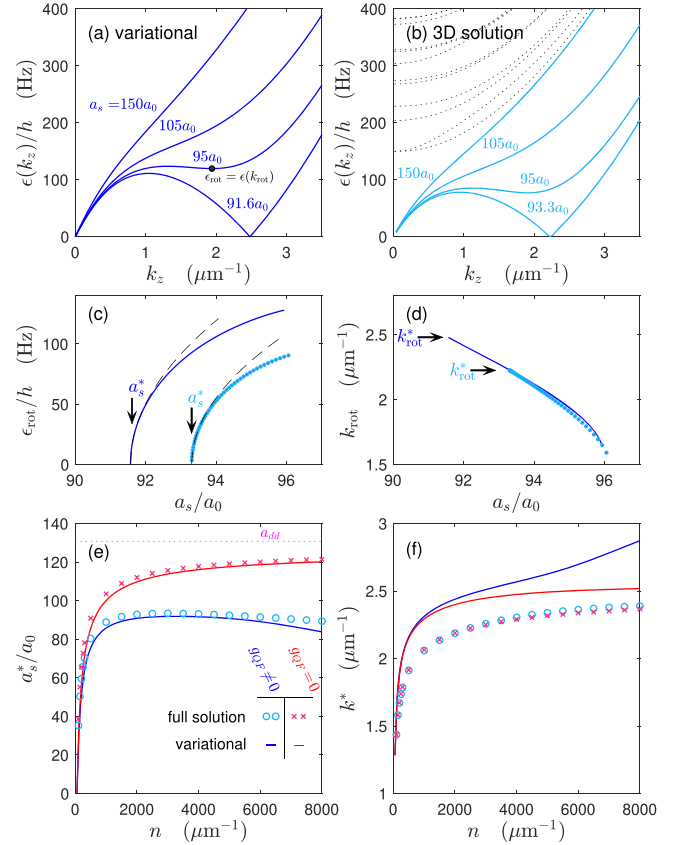 (a) variational
ϵ(k_z)/h (Hz)
400
300
200
100
0
a_s =150a_0
105a_0
95a_0
ϵ_rot = ϵ(k_rot)
91.6a_0
0 1 2 3
k_z (μm⁻¹)
(b) 3D solution
ϵ(k_z)/h (Hz)
400
300
200
100
0
150a_0
105a_0
95a_0
93.3a_0
0 1 2 3
k_z (μm⁻¹)
(c)
ϵ_rot/h (Hz)
100
50
0
a_s^*
a_s^*
90 92 94 96
a_s/a_0
(d)
k_rot (μm⁻¹)
2.5
2
1.5
k_rot^*
k_rot^*
90 92 94 96
a_s/a_0
(e)
a_s^*/a_0
140
120
100
80
60
40
20
0
a_dd
g_QF ≠ 0 g_QF = 0
full solution
variational
0 2000 4000 6000 8000
n (μm⁻¹)
(f)
k^* (μm⁻¹)
3
2.5
2
1.5
1
0 2000 4000 6000 8000
n (μm⁻¹)